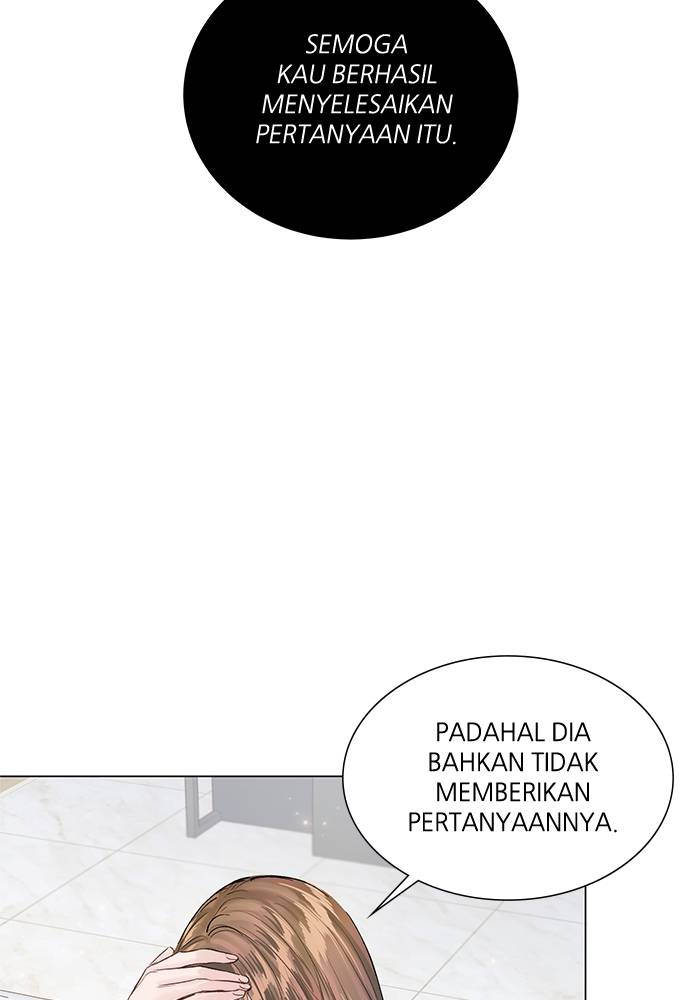 SEMOGA
KAU BERHASIL
MENYELESAIKAN
PERTANYAAN ITU.
PADAHAL DIA
BAHKAN TIDAK
MEMBERIKAN
PERTANYAANNYA.